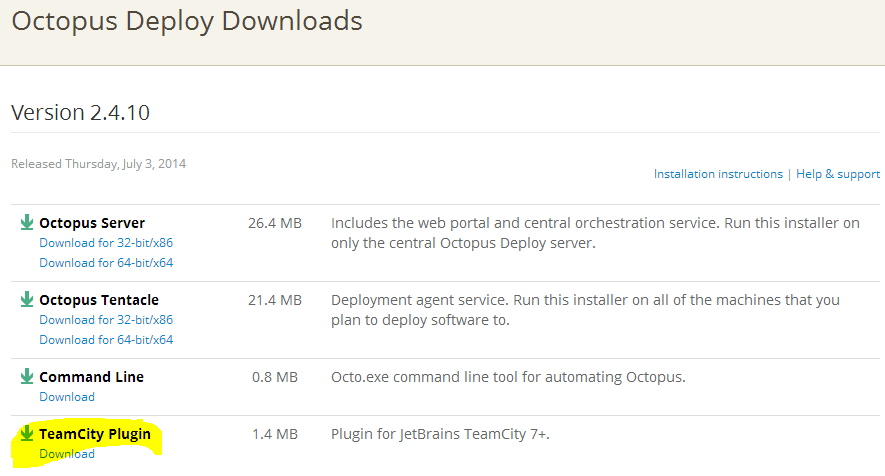 Octopus Deploy Downloads
Version 2.4.10
Released Thursday, July 3, 2014
Installation instructions | Help & support
Octopus Server 26.4 MB Includes the web portal and central orchestration service. Run this installer on
Download for 32-bit/x86 only the central Octopus Deploy server.
Download for 64-bit/x64
Octopus Tentacle 21.4 MB Deployment agent service. Run this installer on all of the machines that you
Download for 32-bit/x86 plan to deploy software to.
Download for 64-bit/x64
Command Line 0.8 MB Octo.exe command line tool for automating Octopus.
Download
TeamCity Plugin 1.4 MB Plugin for JetBrains TeamCity 7+.
Download